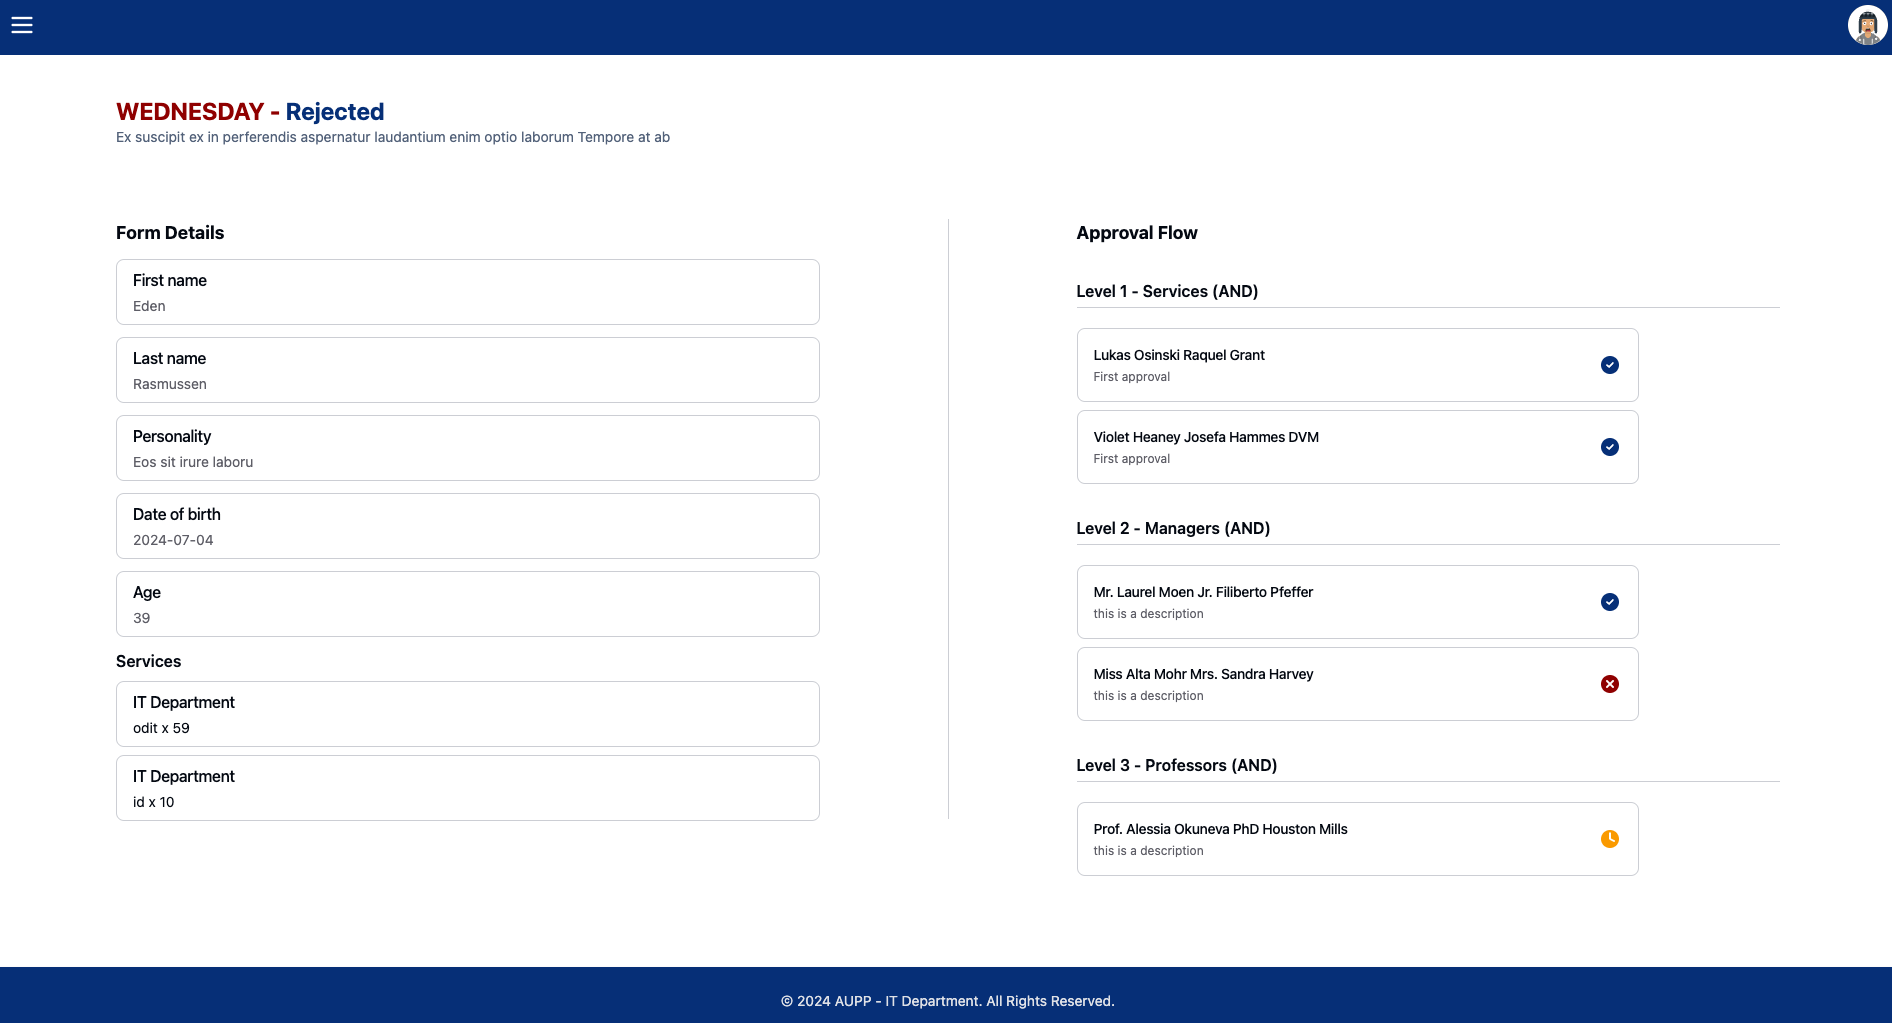 WEDNESDAY - Rejected
Ex suscipit ex in perferendis aspernatur laudantium enim optio laborum Tempore at ab
Form Details
First name
Eden
Last name
Rasmussen
Personality
Eos sit irure laboru
Date of birth
2024-07-04
Age
39
Services
IT Department
odit x 59
IT Department
id x 10
Approval Flow
Level 1 - Services (AND)
Lukas Osinski Raquel Grant
First approval
Violet Heaney Josefa Hammes DVM
First approval
Level 2 - Managers (AND)
Mr. Laurel Moen Jr. Filiberto Pfeffer
this is a description
Miss Alta Mohr Mrs. Sandra Harvey
this is a description
Level 3 - Professors (AND)
Prof. Alessia Okuneva PhD Houston Mills
this is a description
© 2024 AUPP - IT Department. All Rights Reserved.